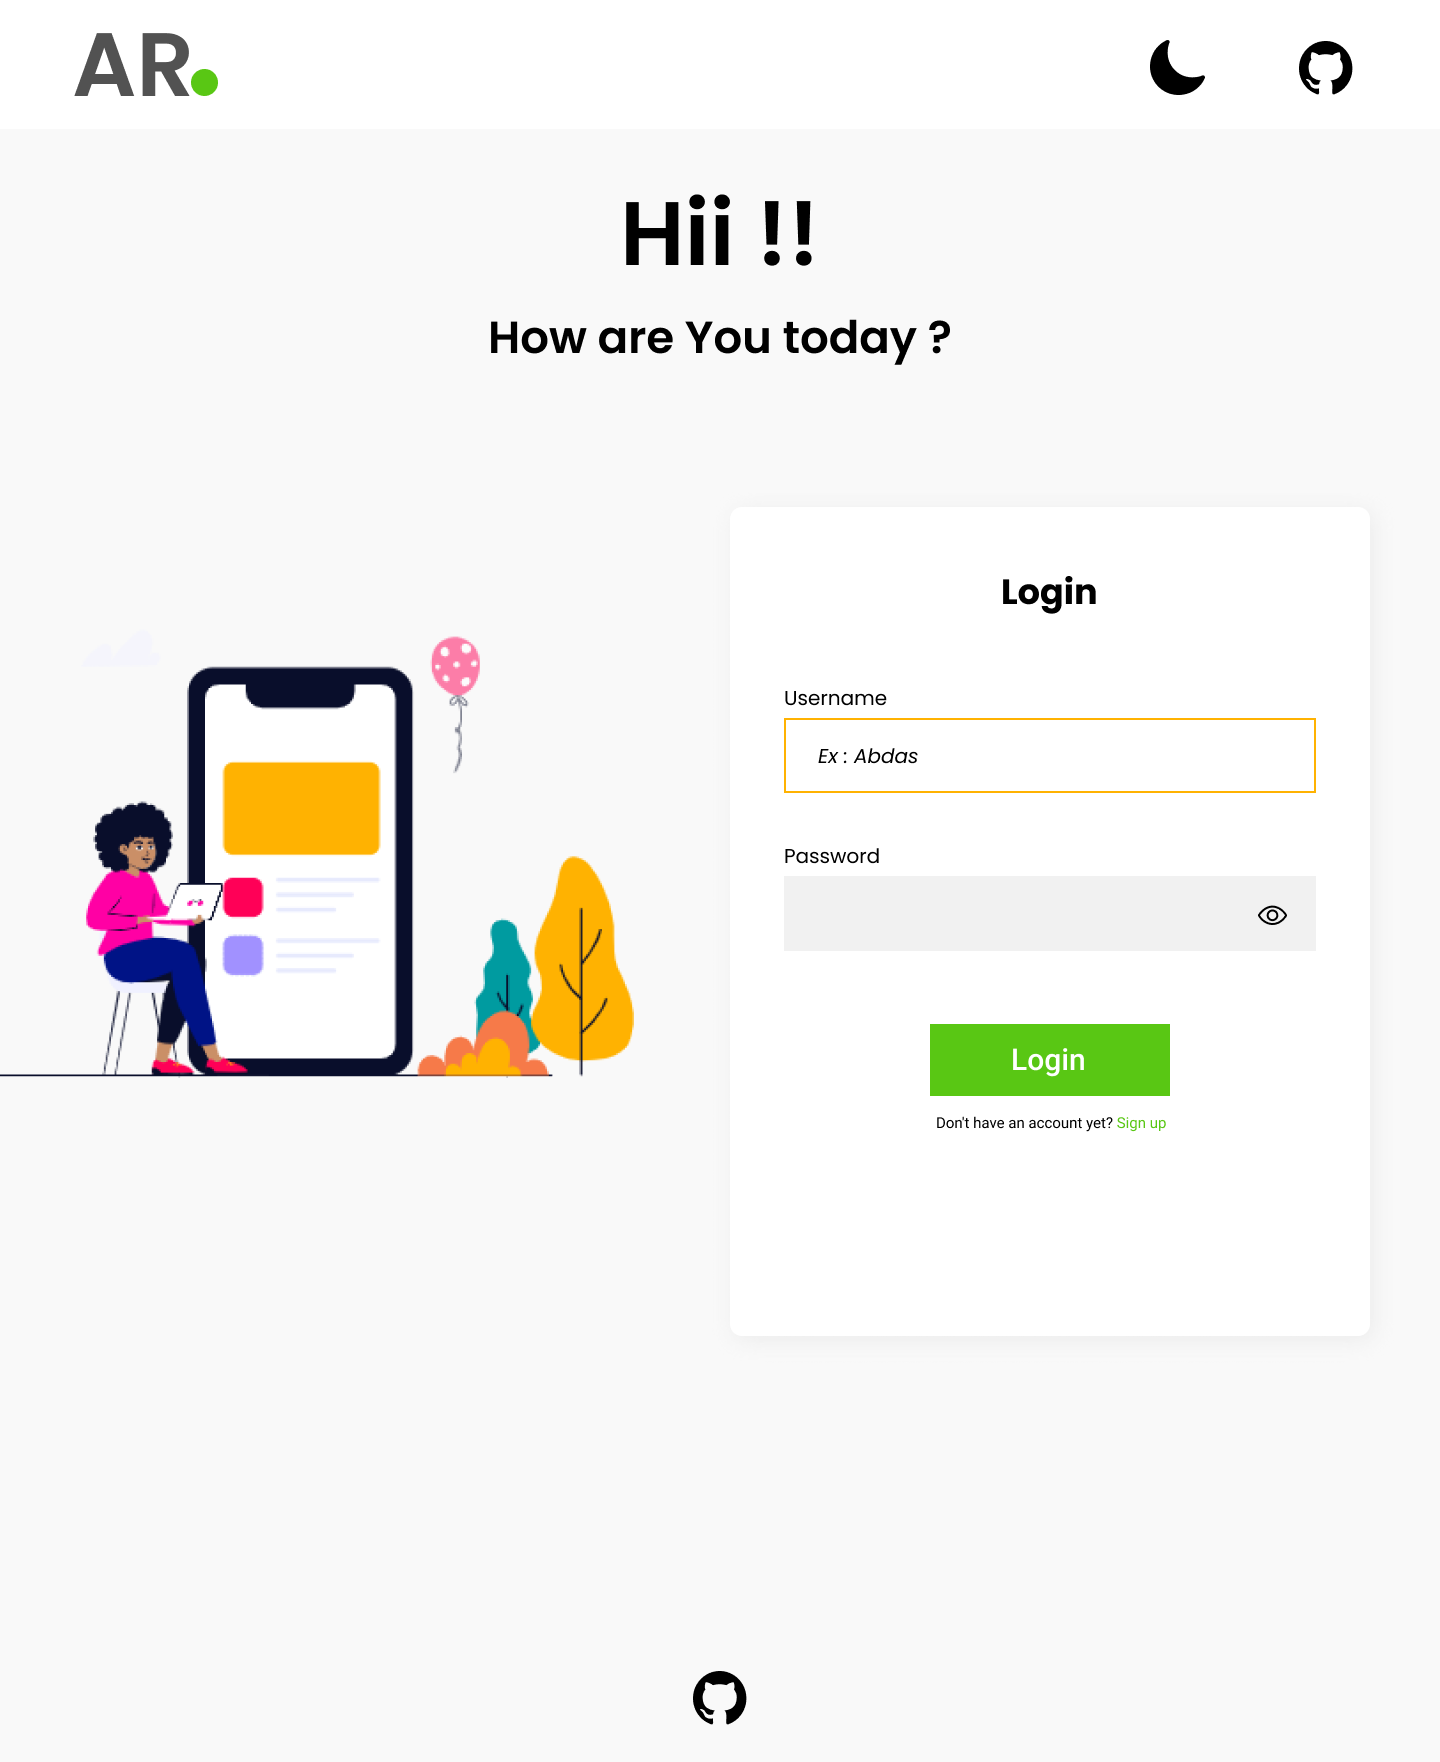 AR.
Hii !!
How are You today ?
Login
Username
Ex : Abdas
Password
Login
Don't have an account yet? Sign up